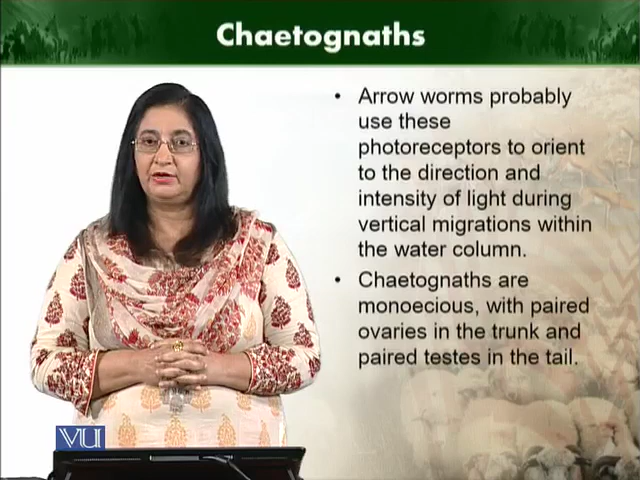 Chaetognaths
• Arrow worms probably
use these
photoreceptors to orient
to the direction and
intensity of light during
vertical migrations within
the water column.
• Chaetognaths are
monoecious, with paired
ovaries in the trunk and
paired testes in the tail.
VU